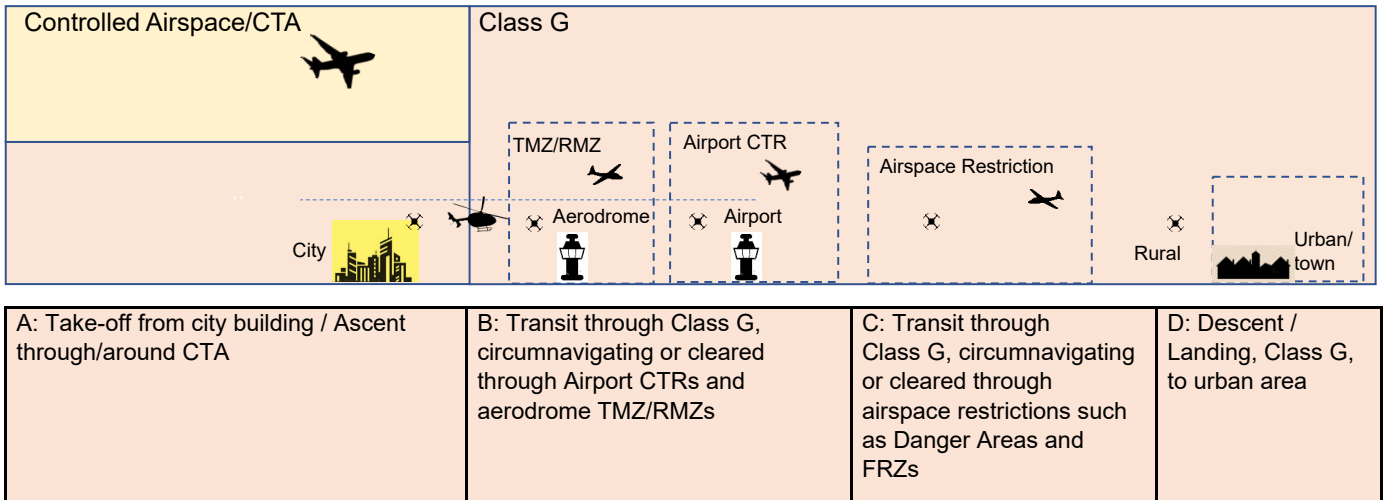 Controlled Airspace/CTA
Class G
TMZ/RMZ
Airport CTR
Airspace Restriction
Aerodrome
Airport
City
Rural
Urban/
town
A: Take-off from city building / Ascent
through/around CTA
B: Transit through Class G,
circumnavigating or cleared
through Airport CTRs and
aerodrome TMZ/RMZs
C: Transit through
Class G, circumnavigating
or cleared through
airspace restrictions such
as Danger Areas and
FRZs
D: Descent /
Landing, Class G,
to urban area